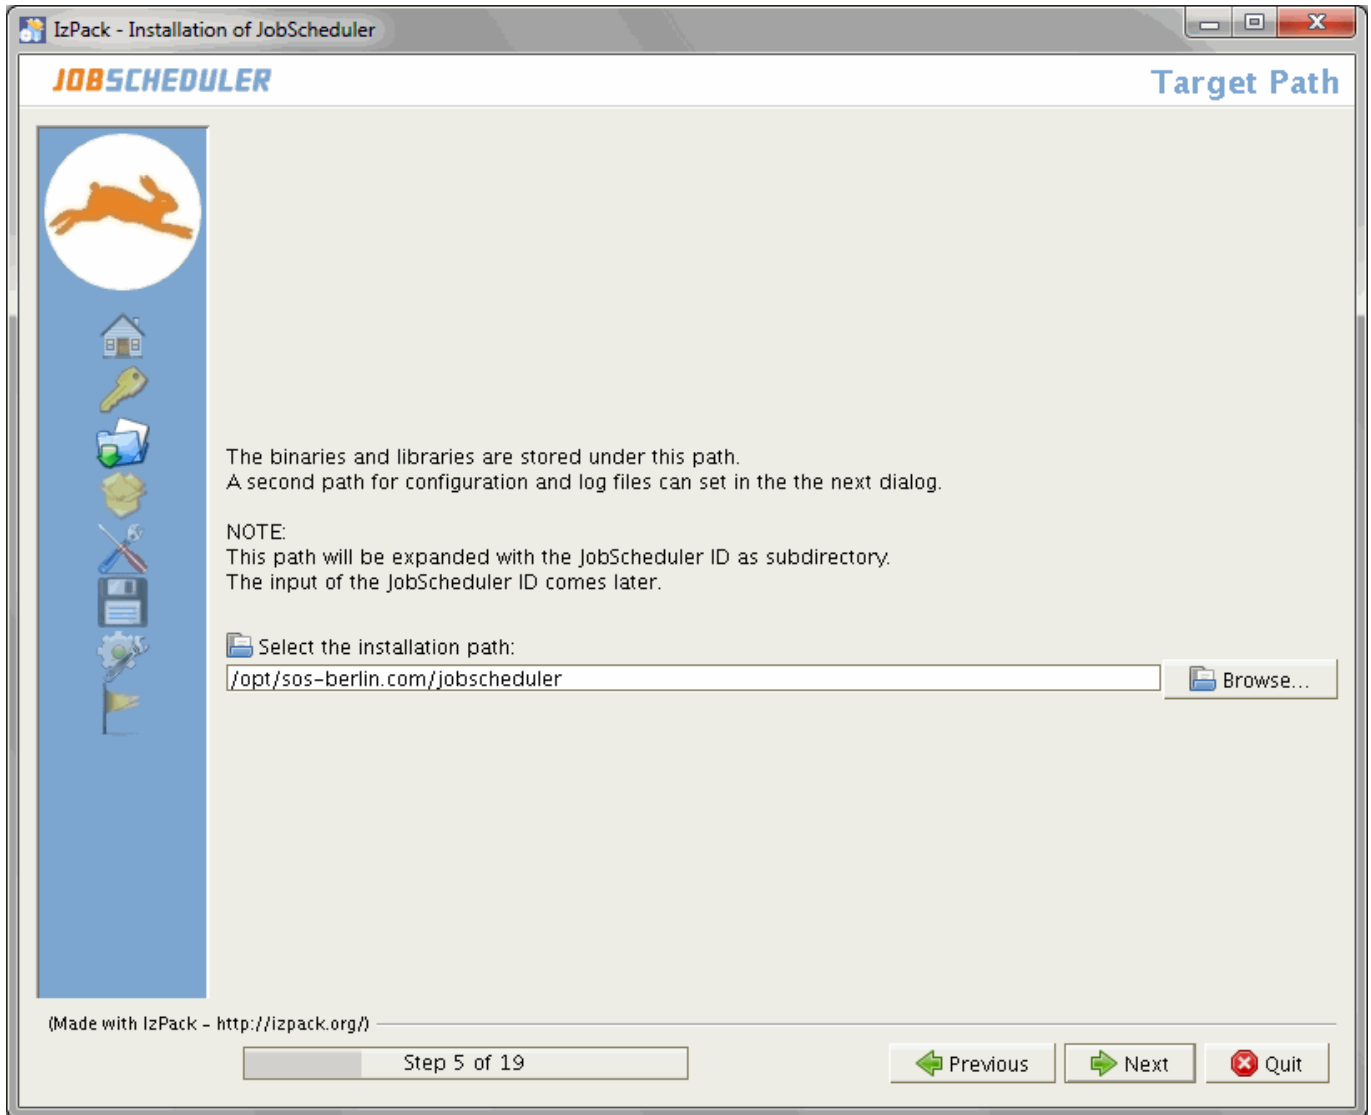 IzPack - Installation of JobScheduler
JOBSCHEDULER
Target Path
The binaries and libraries are stored under this path.
A second path for configuration and log files can set in the the next dialog.
NOTE:
This path will be expanded with the JobScheduler ID as subdirectory.
The input of the JobScheduler ID comes later.
Select the installation path:
/opt/sos-berlin.com/jobscheduler
Browse...
(Made with IzPack - http://izpack.org/)
Step 5 of 19
Previous
Next
Quit